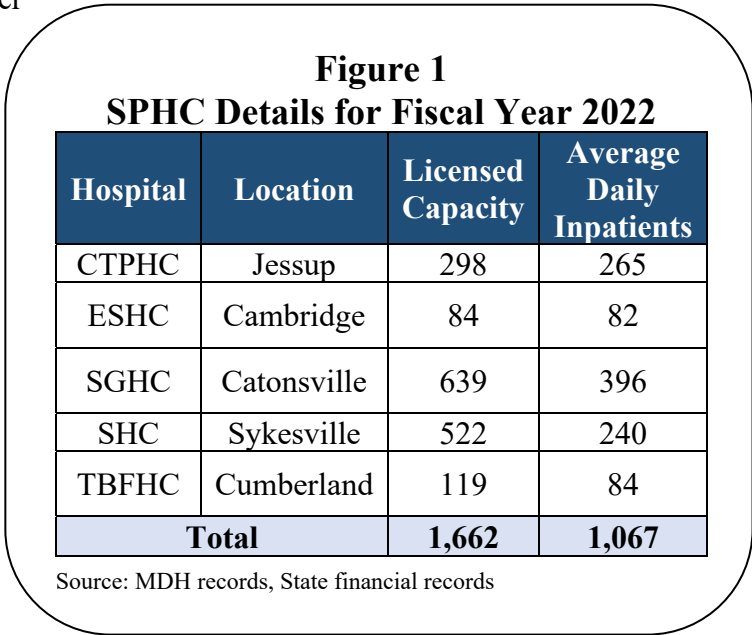 Figure 1
SPHC Details for Fiscal Year 2022
Hospital Location Licensed Capacity Average Daily Inpatients
CTPHC Jessup 298 265
ESHC Cambridge 84 82
SGHC Catonsville 639 396
SHC Sykesville 522 240
TBFHC Cumberland 119 84
Total 1,662 1,067
Source: MDH records, State financial records